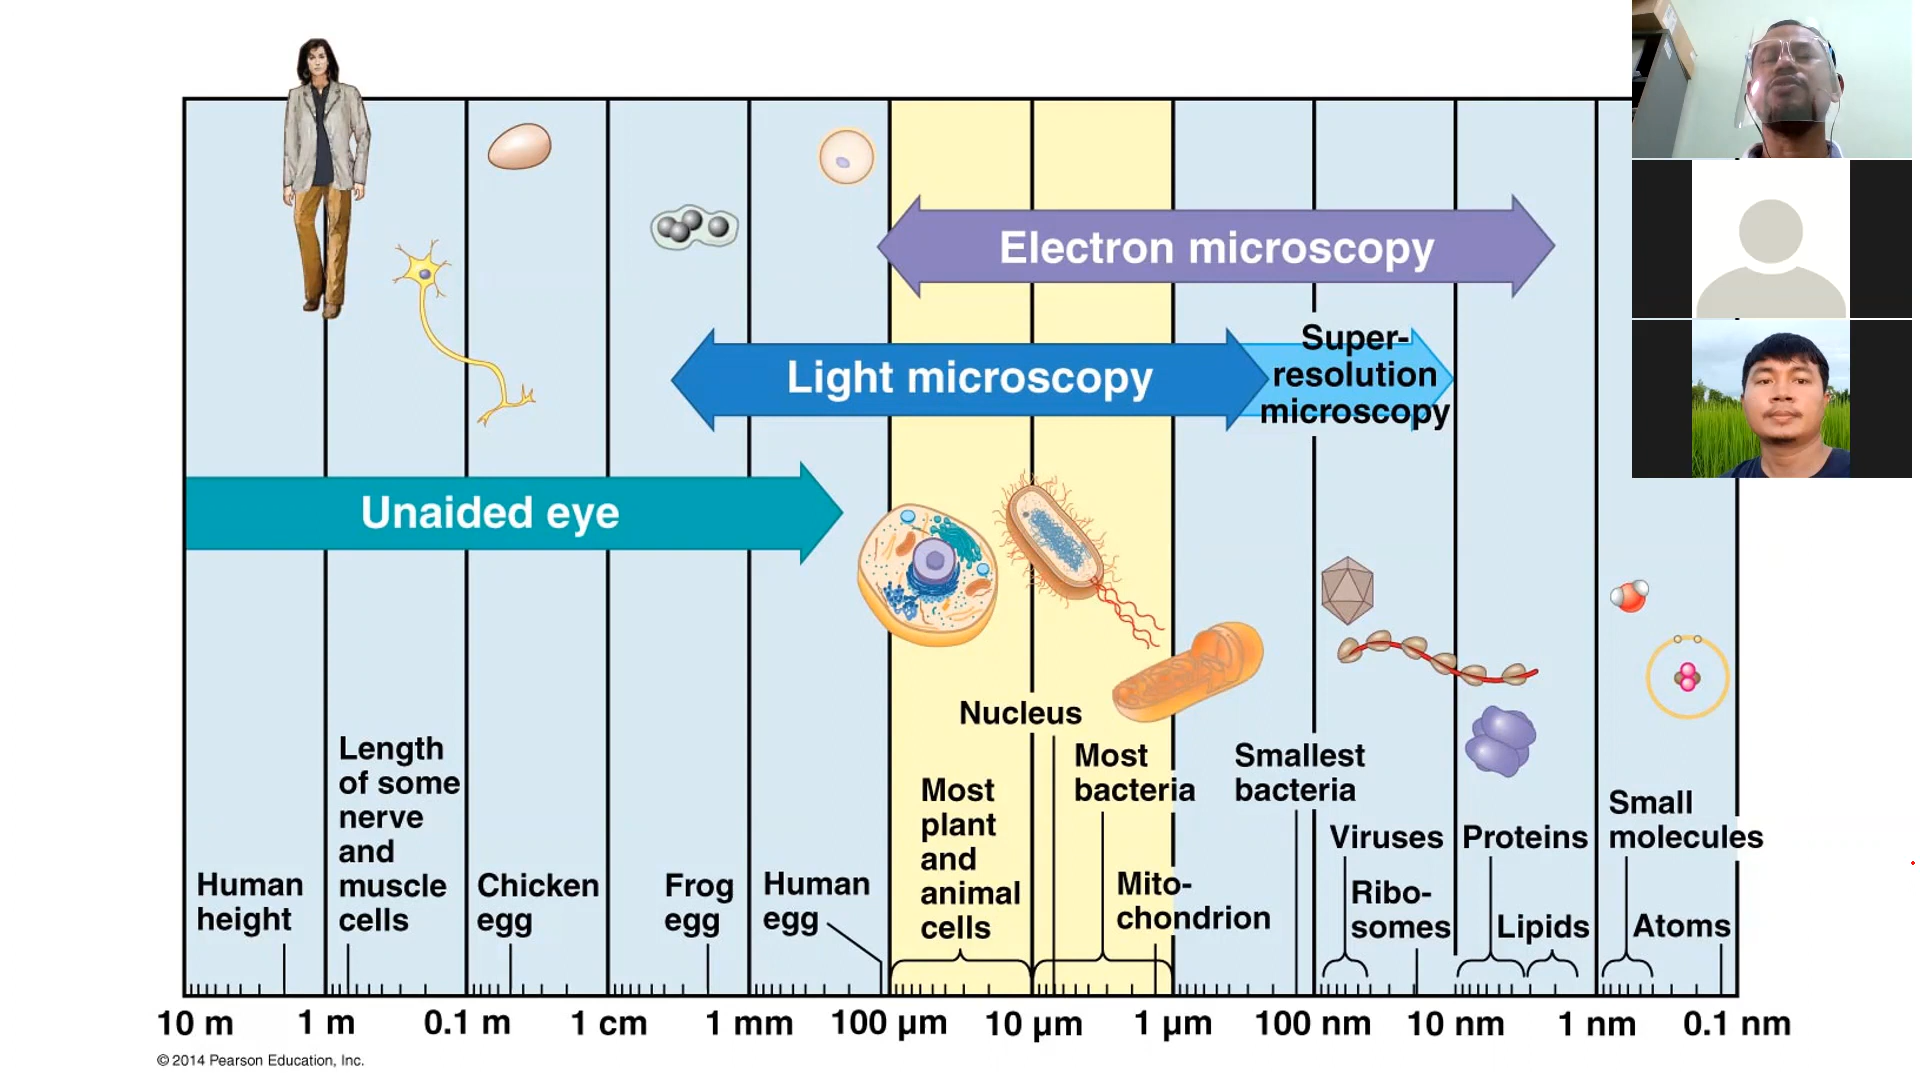 Electron microscopy
Super-
resolution
microscopy
Light microscopy
Unaided eye
Human
height
Length
of some
nerve
and
muscle
cells
Chicken
egg
Frog
egg
Human
egg
Most
plant
and
animal
cells
Nucleus
Most
bacteria
Mito-
chondrion
Smallest
bacteria
Viruses
Ribo-
somes
Proteins
Lipids
Small
molecules
Atoms
10 m 1 m 0.1 m 1 cm 1 mm 100 µm 10 µm 1 µm 100 nm 10 nm 1 nm 0.1 nm
© 2014 Pearson Education, Inc.